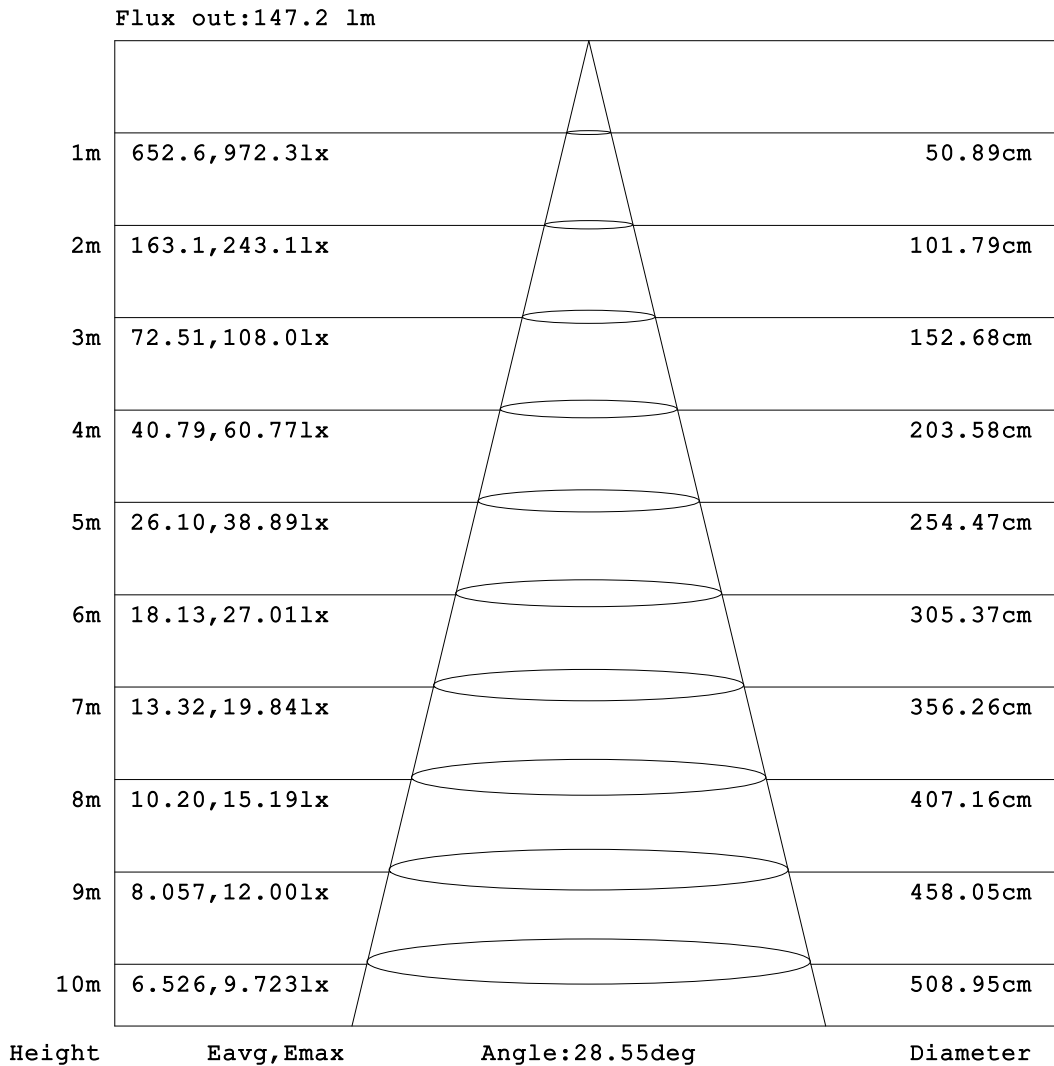 Flux out:147.2 lm
1m 652.6,972.3lx 50.89cm
2m 163.1,243.1lx 101.79cm
3m 72.51,108.0lx 152.68cm
4m 40.79,60.77lx 203.58cm
5m 26.10,38.89lx 254.47cm
6m 18.13,27.01lx 305.37cm
7m 13.32,19.84lx 356.26cm
8m 10.20,15.19lx 407.16cm
9m 8.057,12.00lx 458.05cm
10m 6.526,9.723lx 508.95cm
Height Eavg,Emax Angle:28.55deg Diameter